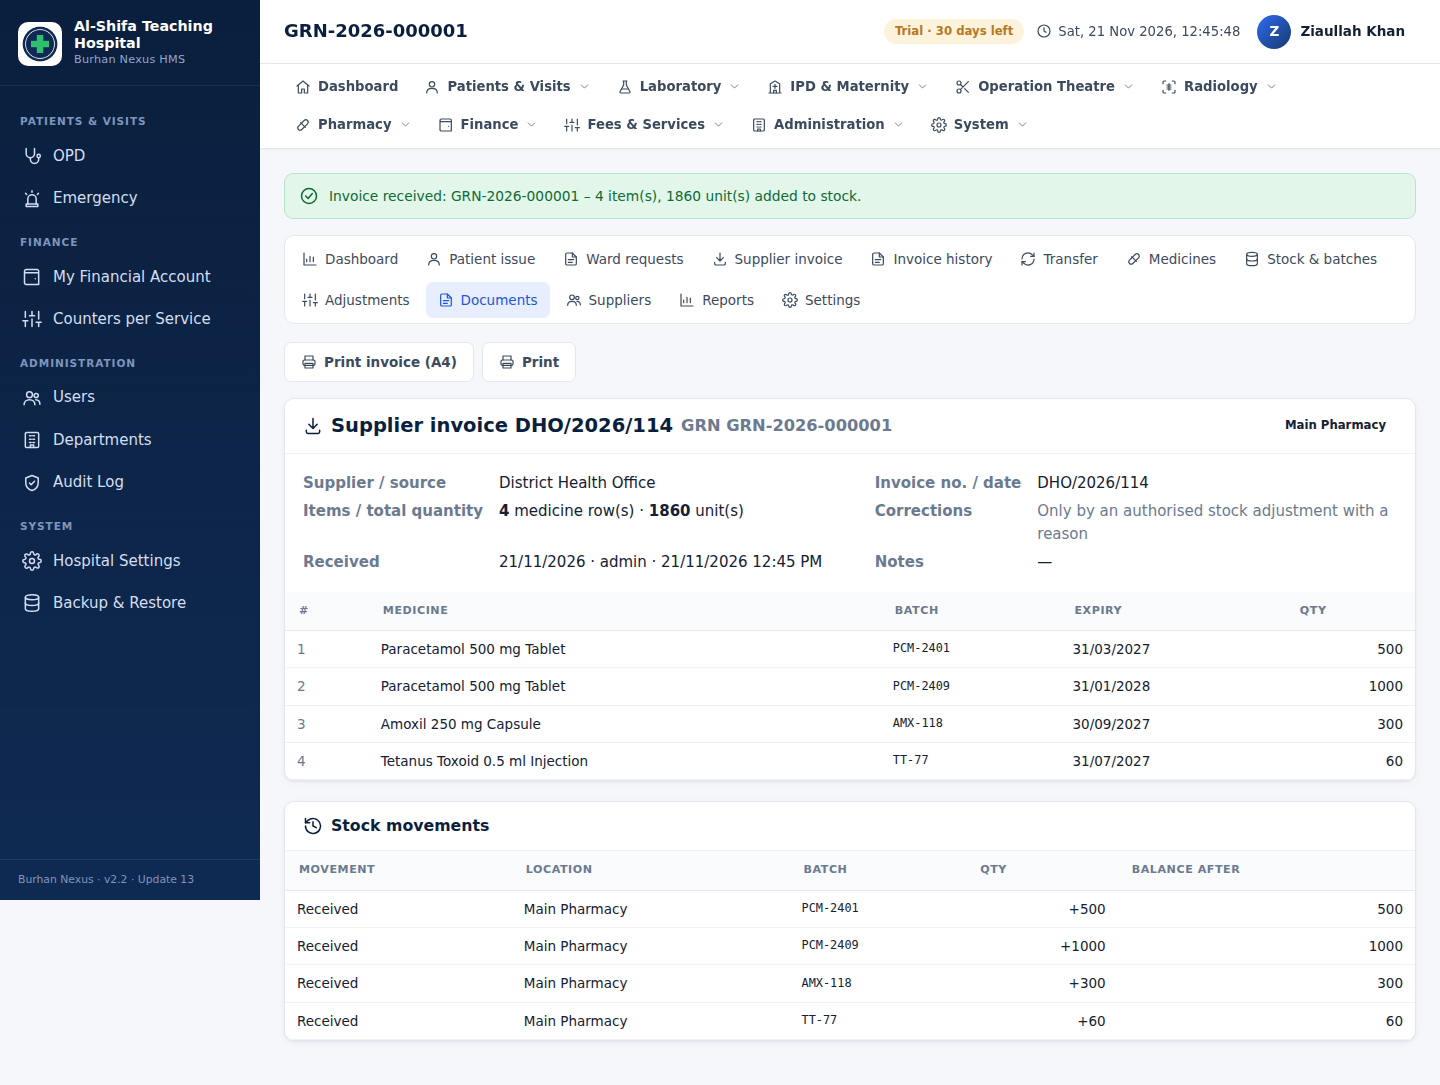 Al-Shifa Teaching
Hospital
Burhan Nexus HMS
PATIENTS & VISITS
OPD
Emergency
FINANCE
My Financial Account
Counters per Service
ADMINISTRATION
Users
Departments
Audit Log
SYSTEM
Hospital Settings
Backup & Restore
Burhan Nexus · v2.2 · Update 13
GRN-2026-000001
Trial · 30 days left
Sat, 21 Nov 2026, 12:45:48
Z
Ziaullah Khan
Dashboard Patients & Visits Laboratory IPD & Maternity Operation Theatre Radiology
Pharmacy Finance Fees & Services Administration System
Invoice received: GRN-2026-000001 – 4 item(s), 1860 unit(s) added to stock.
Dashboard Patient issue Ward requests Supplier invoice Invoice history Transfer Medicines Stock & batches
Adjustments Documents Suppliers Reports Settings
Print invoice (A4) Print
Supplier invoice DHO/2026/114 GRN GRN-2026-000001 Main Pharmacy
Supplier / source District Health Office Invoice no. / date DHO/2026/114
Items / total quantity 4 medicine row(s) · 1860 unit(s) Corrections Only by an authorised stock adjustment with a
reason
Received 21/11/2026 · admin · 21/11/2026 12:45 PM Notes —
# MEDICINE BATCH EXPIRY QTY
1 Paracetamol 500 mg Tablet PCM-2401 31/03/2027 500
2 Paracetamol 500 mg Tablet PCM-2409 31/01/2028 1000
3 Amoxil 250 mg Capsule AMX-118 30/09/2027 300
4 Tetanus Toxoid 0.5 ml Injection TT-77 31/07/2027 60
Stock movements
MOVEMENT LOCATION BATCH QTY BALANCE AFTER
Received Main Pharmacy PCM-2401 +500 500
Received Main Pharmacy PCM-2409 +1000 1000
Received Main Pharmacy AMX-118 +300 300
Received Main Pharmacy TT-77 +60 60